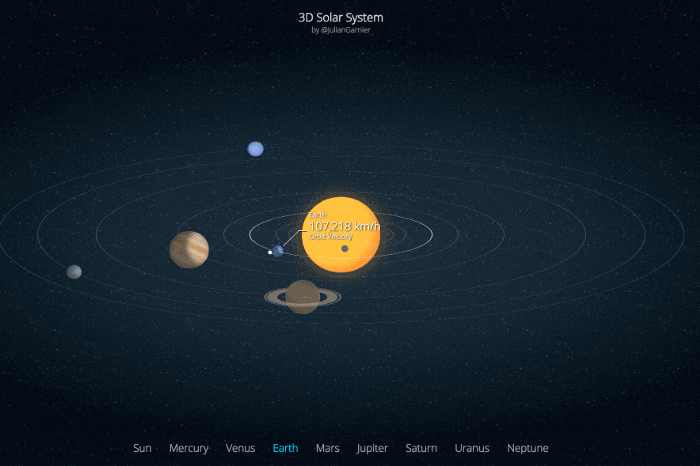 3D Solar System
by @JulianGarnier
Earth
107,218 km/h
Orbit Velocity
Sun Mercury Venus Earth Mars Jupiter Saturn Uranus Neptune